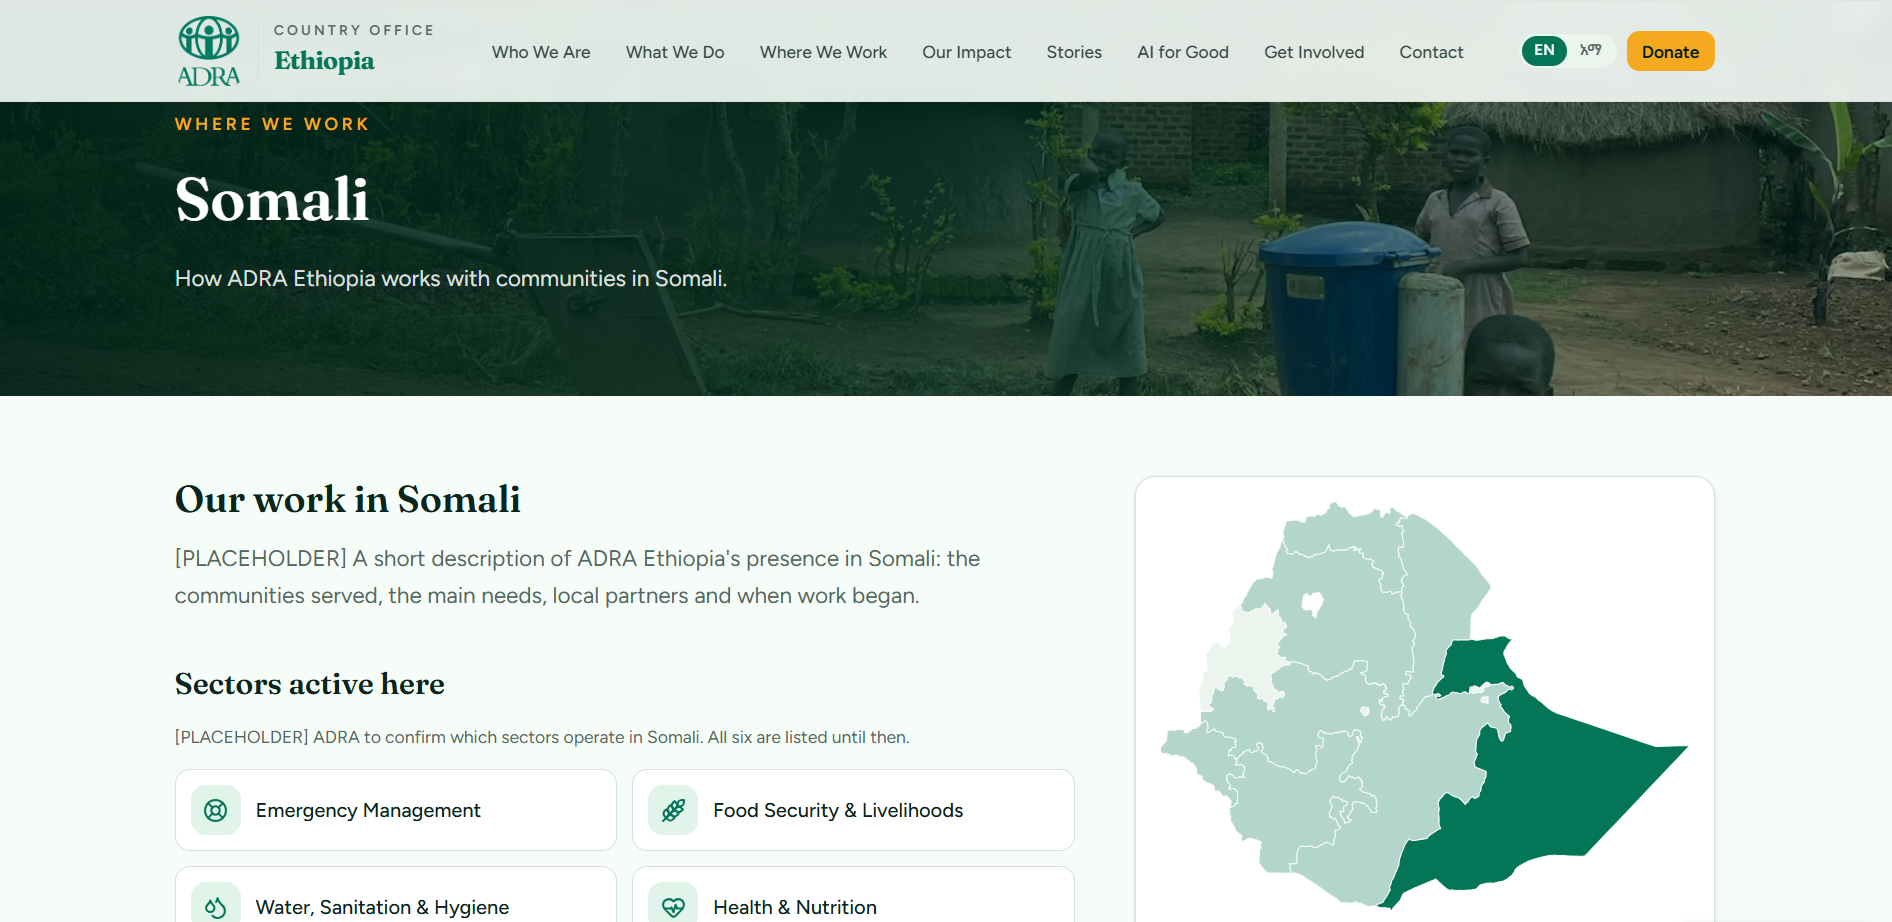 ADRA
COUNTRY OFFICE
Ethiopia
Who We Are
What We Do
Where We Work
Our Impact
Stories
AI for Good
Get Involved
Contact
EN
አማ
Donate
WHERE WE WORK
Somali
How ADRA Ethiopia works with communities in Somali.
Our work in Somali
[PLACEHOLDER] A short description of ADRA Ethiopia's presence in Somali: the
communities served, the main needs, local partners and when work began.
Sectors active here
[PLACEHOLDER] ADRA to confirm which sectors operate in Somali. All six are listed until then.
Emergency Management
Food Security & Livelihoods
Water, Sanitation & Hygiene
Health & Nutrition